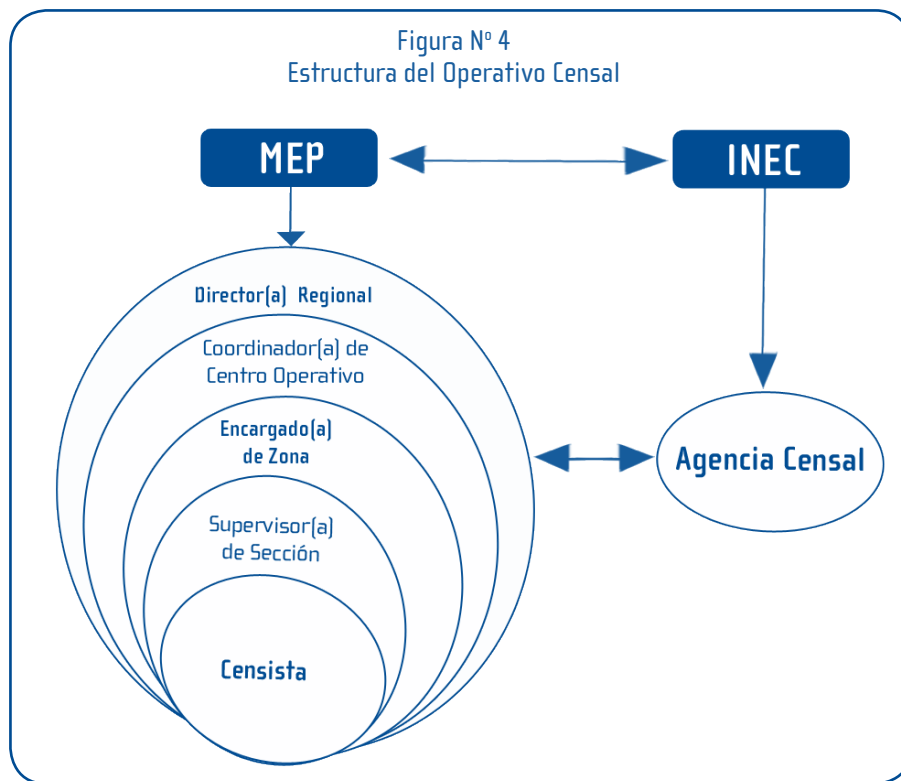 Figura Nº 4
Estructura del Operativo Censal
MEP
INEC
Director(a) Regional
Coordinador(a) de
Centro Operativo
Encargado(a)
de Zona
Agencia Censal
Supervisor(a)
de Sección
Censista